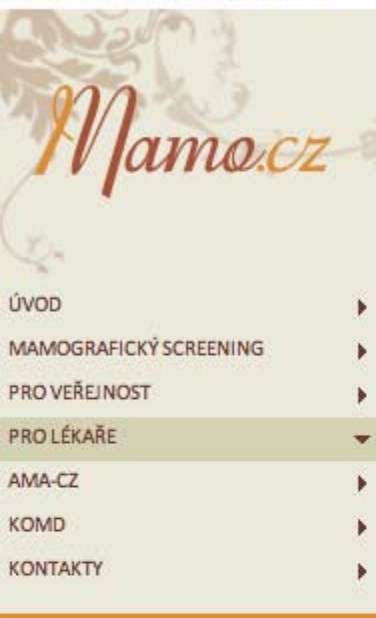 Mamo.cz
ÚVOD
MAMOGRAFICKÝ SCREENING
PRO VEŘEJNOST
PRO LÉKAŘE
AMA-CZ
KOMD
KONTAKTY